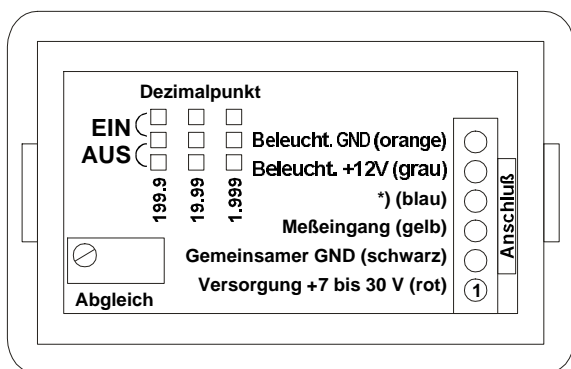 Dezimalpunkt
EIN
AUS
199.9
19.99
1.999
Beleucht. GND (orange)
Beleucht. +12V (grau)
*) (blau)
Meßeingang (gelb)
Gemeinsamer GND (schwarz)
Versorgung +7 bis 30 V (rot)
1
Anschluß
Abgleich